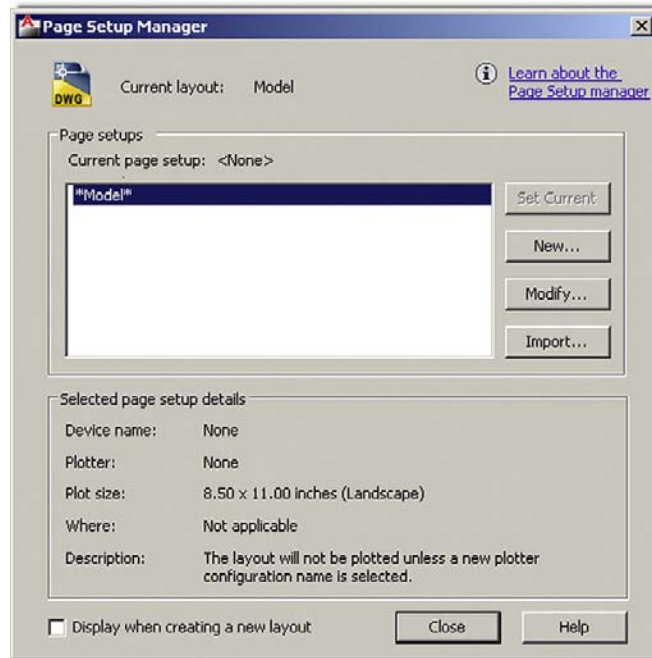 Page Setup Manager
DWG
Current layout: Model
Learn about the
Page Setup manager
Page setups
Current page setup: <None>
*Model*
Set Current
New...
Modify...
Import...
Selected page setup details
Device name: None
Plotter: None
Plot size: 8.50 x 11.00 inches (Landscape)
Where: Not applicable
Description: The layout will not be plotted unless a new plotter
configuration name is selected.
Display when creating a new layout
Close
Help